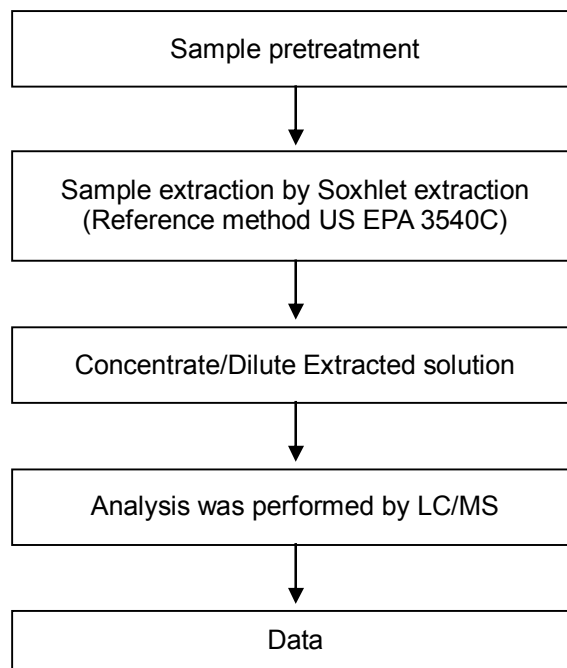 Sample pretreatment
Sample extraction by Soxhlet extraction
(Reference method US EPA 3540C)
Concentrate/Dilute Extracted solution
Analysis was performed by LC/MS
Data